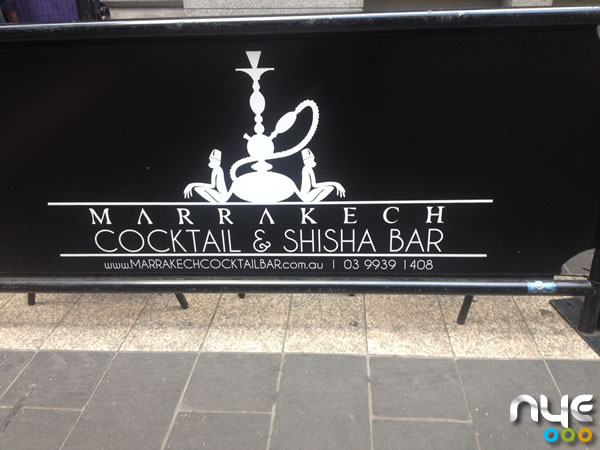 MARRAKECH
COCKTAIL & SHISHA BAR
www.MARRAKECHCOCKTAILBAR.com.au | 03 9939 1408
NYE